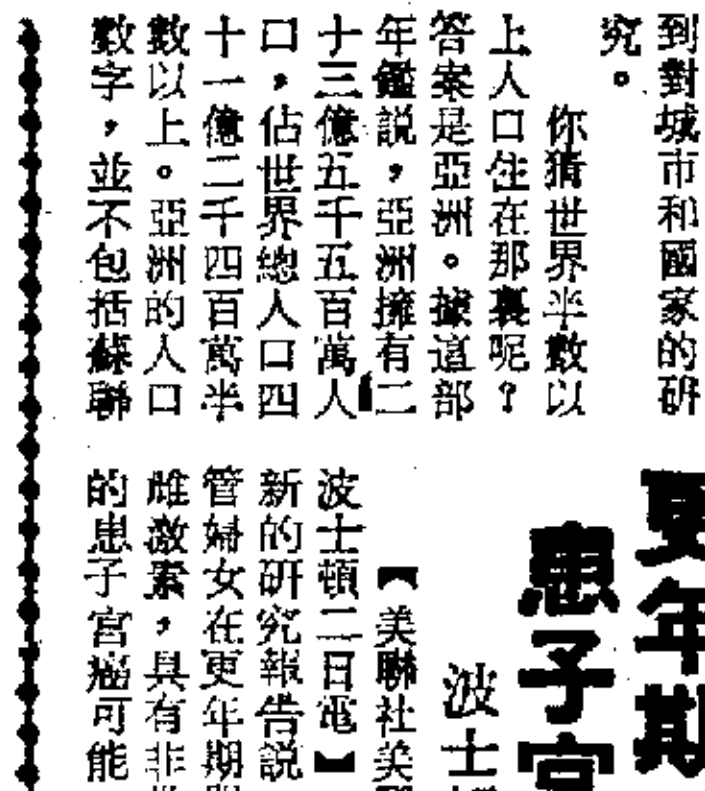 到對城市和國家的研
究。
你猜世界半數以
上人口住在那裏呢？
答案是亞洲。據這部
年鑑説，亞洲擁有二
十三億五千五百萬人
口，佔世界總人口四
十一億二千四百萬半
數以上。亞洲的人口
數字，並不包括蘇聯
更年期
患子宮
波士
【美聯社美
波士頓二日電】
新的研究報告説
管婦女在更年期
雌激素，具有非
的患子宮癌可能